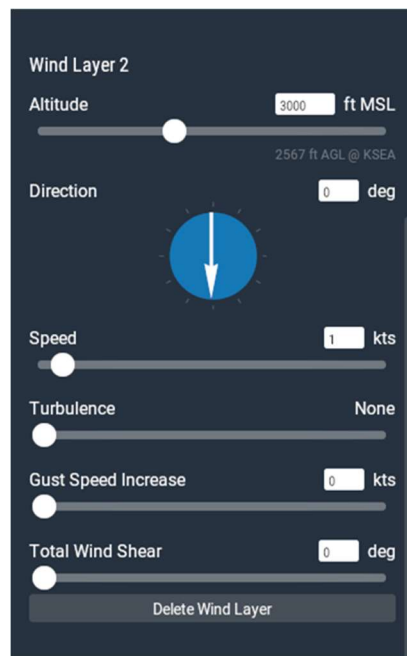 Wind Layer 2
Altitude 3000 ft MSL
2567 ft AGL @ KSEA
Direction 0 deg
Speed 1 kts
Turbulence None
Gust Speed Increase 0 kts
Total Wind Shear 0 deg
Delete Wind Layer